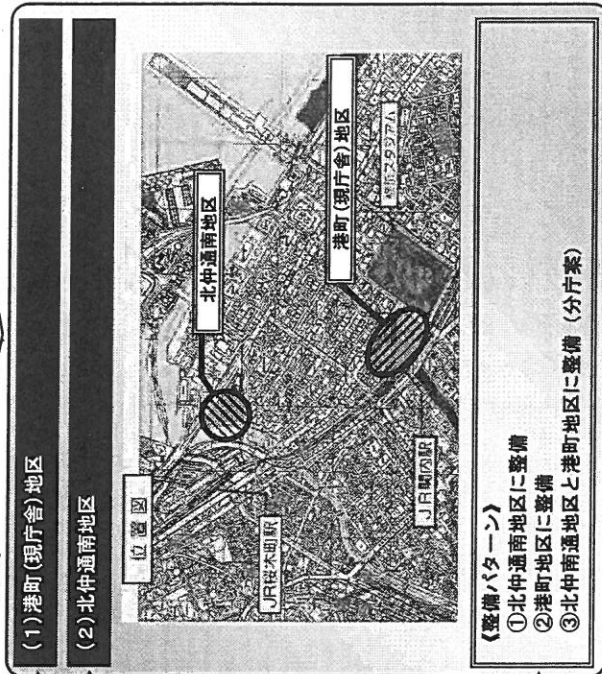 (1)港町(現庁舎)地区
(2)北仲通南地区
位置図
北仲通南地区
港町(現庁舎)地区
横浜スタジアム
JR桜木町駅
JR関内駅
《整備パターン》
①北仲通南地区に整備
②港町地区に整備
③北仲南通地区と港町地区に整備(分庁案)